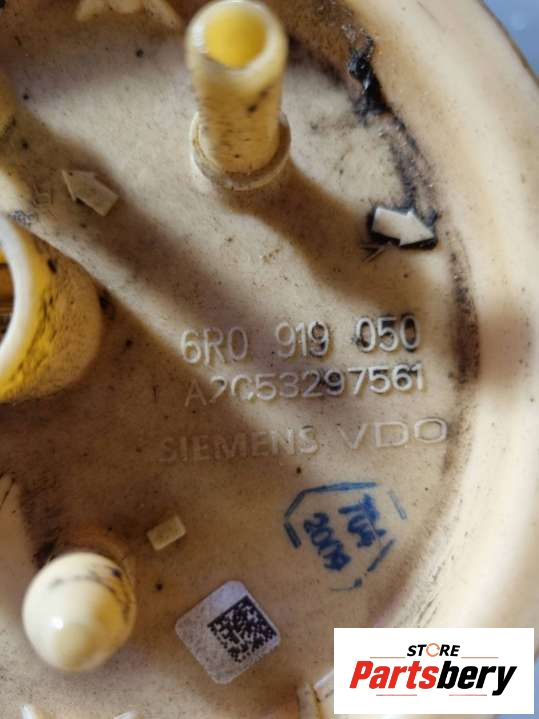 6R0 919 050
A2C53297561
SIEMENS VDO
2009
STORE
Partsbery